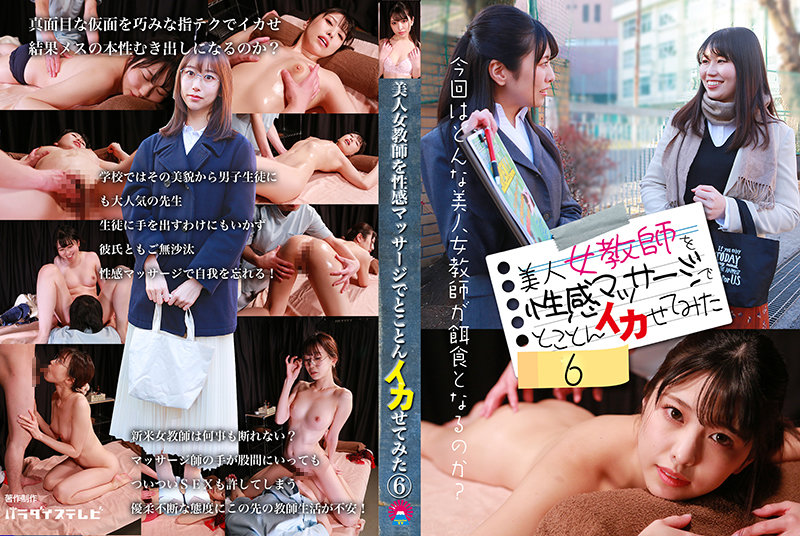 真面目な仮面を巧みな指テクでイカせ
結果メスの本性むき出しになるのか?
学校ではその美貌から男子生徒に
も大人気の先生
生徒に手を出すわけにもいかず
彼氏ともご無沙汰
性感マッサージで自我を忘れる!
新米女教師は何事も断れない?
マッサージ師の手が股間にいっても
ついついSEXも許してしまう
優柔不断な態度にこの先の教師生活が不安!
著作制作
パラダイステレビ
美人女教師を性感マッサージでとことんイカせてみた⑥
今回はどんな美人女教師が餌食となるのか?
美人女教師を
性感マッサージで
とことんイカせてみた
6
TODAY